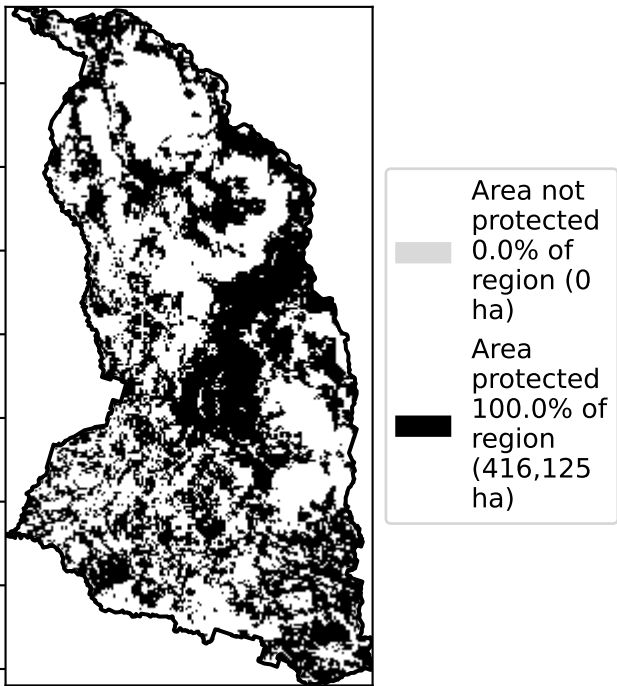 Area not
protected
0.0% of
region (0
ha)
Area
protected
100.0% of
region
(416,125
ha)